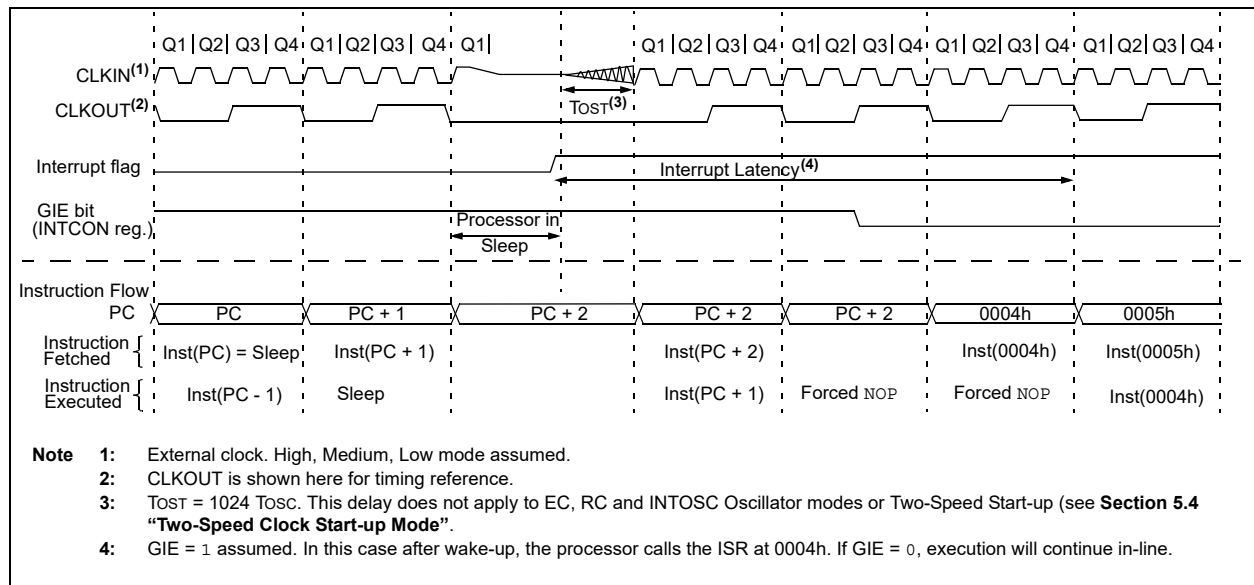 Q1 Q2 Q3 Q4 Q1 Q2 Q3 Q4 Q1 Q1 Q2 Q3 Q4 Q1 Q2 Q3 Q4 Q1 Q2 Q3 Q4 Q1 Q2 Q3 Q4
CLKIN(1)
CLKOUT(2)
TOST(3)
Interrupt flag
Interrupt Latency(4)
GIE bit
(INTCON reg.)
Processor in
Sleep
Instruction Flow
PC PC PC + 1 PC + 2 PC + 2 PC + 2 0004h 0005h
Instruction
Fetched
Inst(PC) = Sleep Inst(PC + 1) Inst(PC + 2) Inst(0004h) Inst(0005h)
Instruction
Executed
Inst(PC - 1) Sleep Inst(PC + 1) Forced NOP Forced NOP Inst(0004h)
Note 1: External clock. High, Medium, Low mode assumed.
2: CLKOUT is shown here for timing reference.
3: TOST = 1024 TOSC. This delay does not apply to EC, RC and INTOSC Oscillator modes or Two-Speed Start-up (see Section 5.4
“Two-Speed Clock Start-up Mode”.
4: GIE = 1 assumed. In this case after wake-up, the processor calls the ISR at 0004h. If GIE = 0, execution will continue in-line.